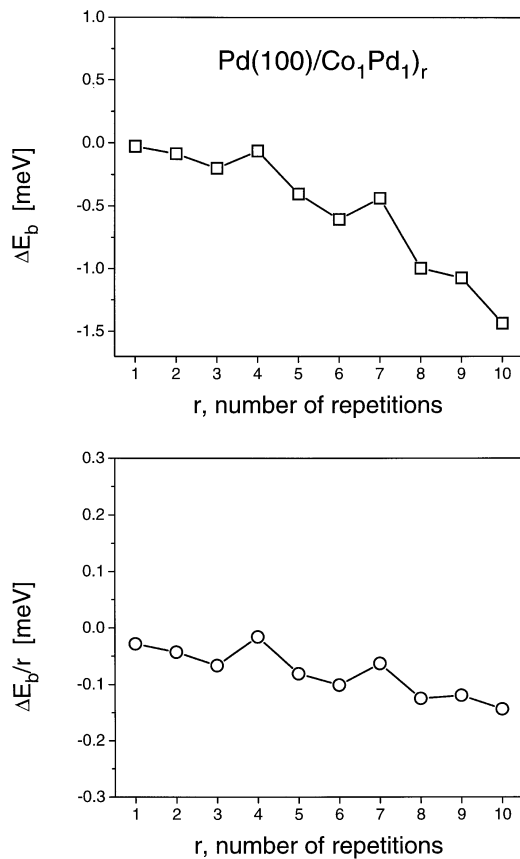 1.0
0.5
0.0
-0.5
-1.0
-1.5
ΔE_b [meV]
Pd(100)/Co₁Pd₁)ᵣ
1 2 3 4 5 6 7 8 9 10
r, number of repetitions
0.3
0.2
0.1
0.0
-0.1
-0.2
-0.3
ΔE_b/r [meV]
1 2 3 4 5 6 7 8 9 10
r, number of repetitions